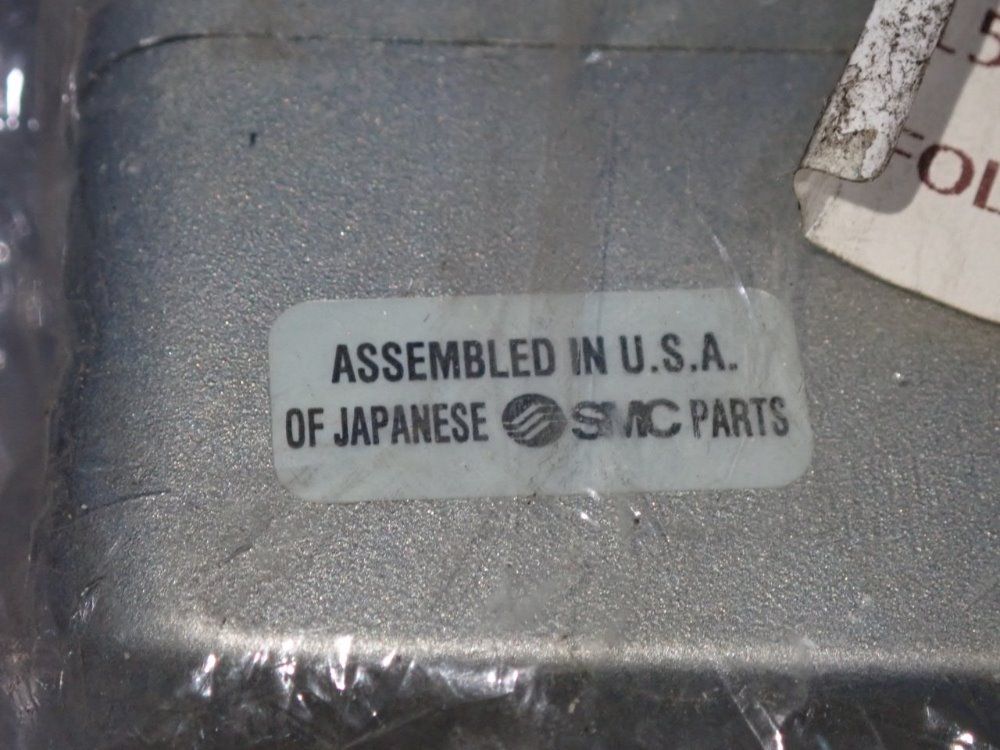 ASSEMBLED IN U.S.A.
OF JAPANESE SMC PARTS